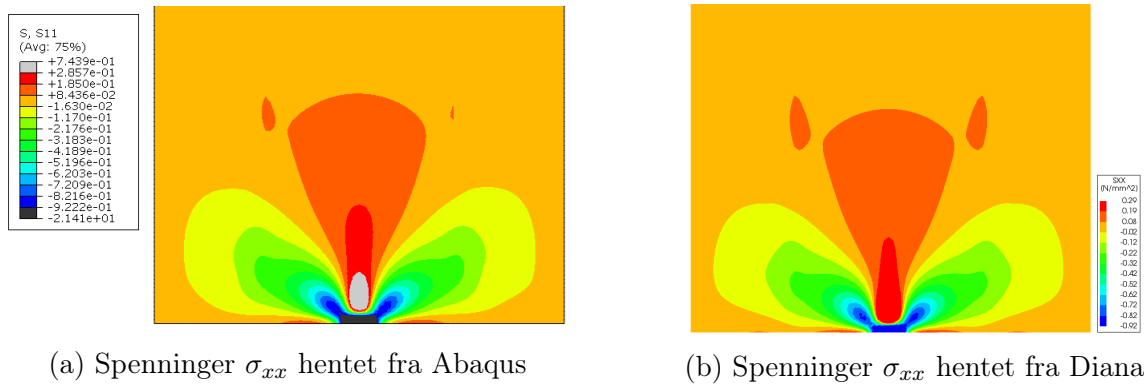 S, S11
(Avg: 75%)
+7.439e-01
+2.857e-01
+1.850e-01
+8.436e-02
-1.630e-02
-1.170e-01
-2.176e-01
-3.183e-01
-4.189e-01
-5.196e-01
-6.203e-01
-7.209e-01
-8.216e-01
-9.222e-01
-2.141e+01
SXX
(N/mm^2)
0.29
0.19
0.08
-0.02
-0.12
-0.22
-0.32
-0.42
-0.52
-0.62
-0.72
-0.82
-0.92
(a) Spenninger σxx hentet fra Abaqus
(b) Spenninger σxx hentet fra Diana